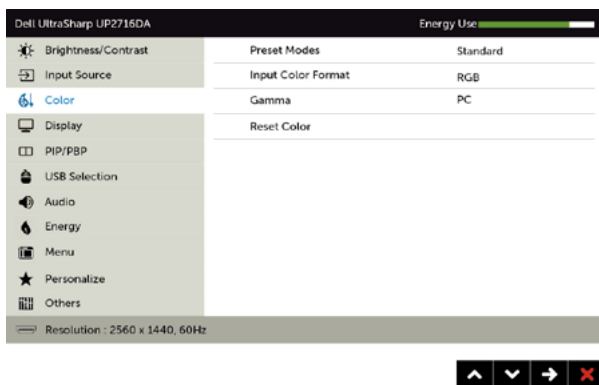 Dell UltraSharp UP2716DA Energy Use
Brightness/Contrast Preset Modes Standard
Input Source Input Color Format RGB
Color Gamma PC
Display Reset Color
PIP/PBP
USB Selection
Audio
Energy
Menu
Personalize
Others
Resolution : 2560 x 1440, 60Hz